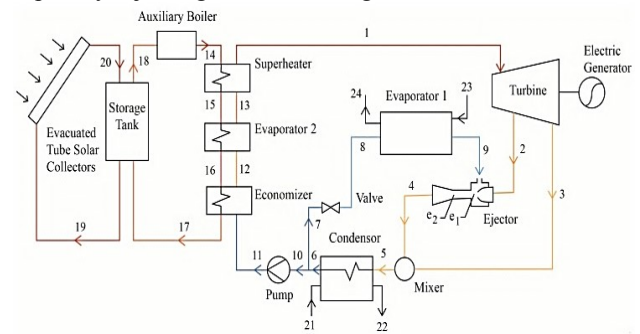 Auxiliary Boiler
1
Electric
Generator
20
18
14
Superheater
Turbine
24
Evaporator 1
23
Storage
Tank
15
13
Evacuated
Tube Solar
Collectors
Evaporator 2
8
9
2
16
12
Economizer
Valve
4
3
e2
e1
Ejector
7
Condensor
19
17
11
10
6
5
Pump
Mixer
21
22